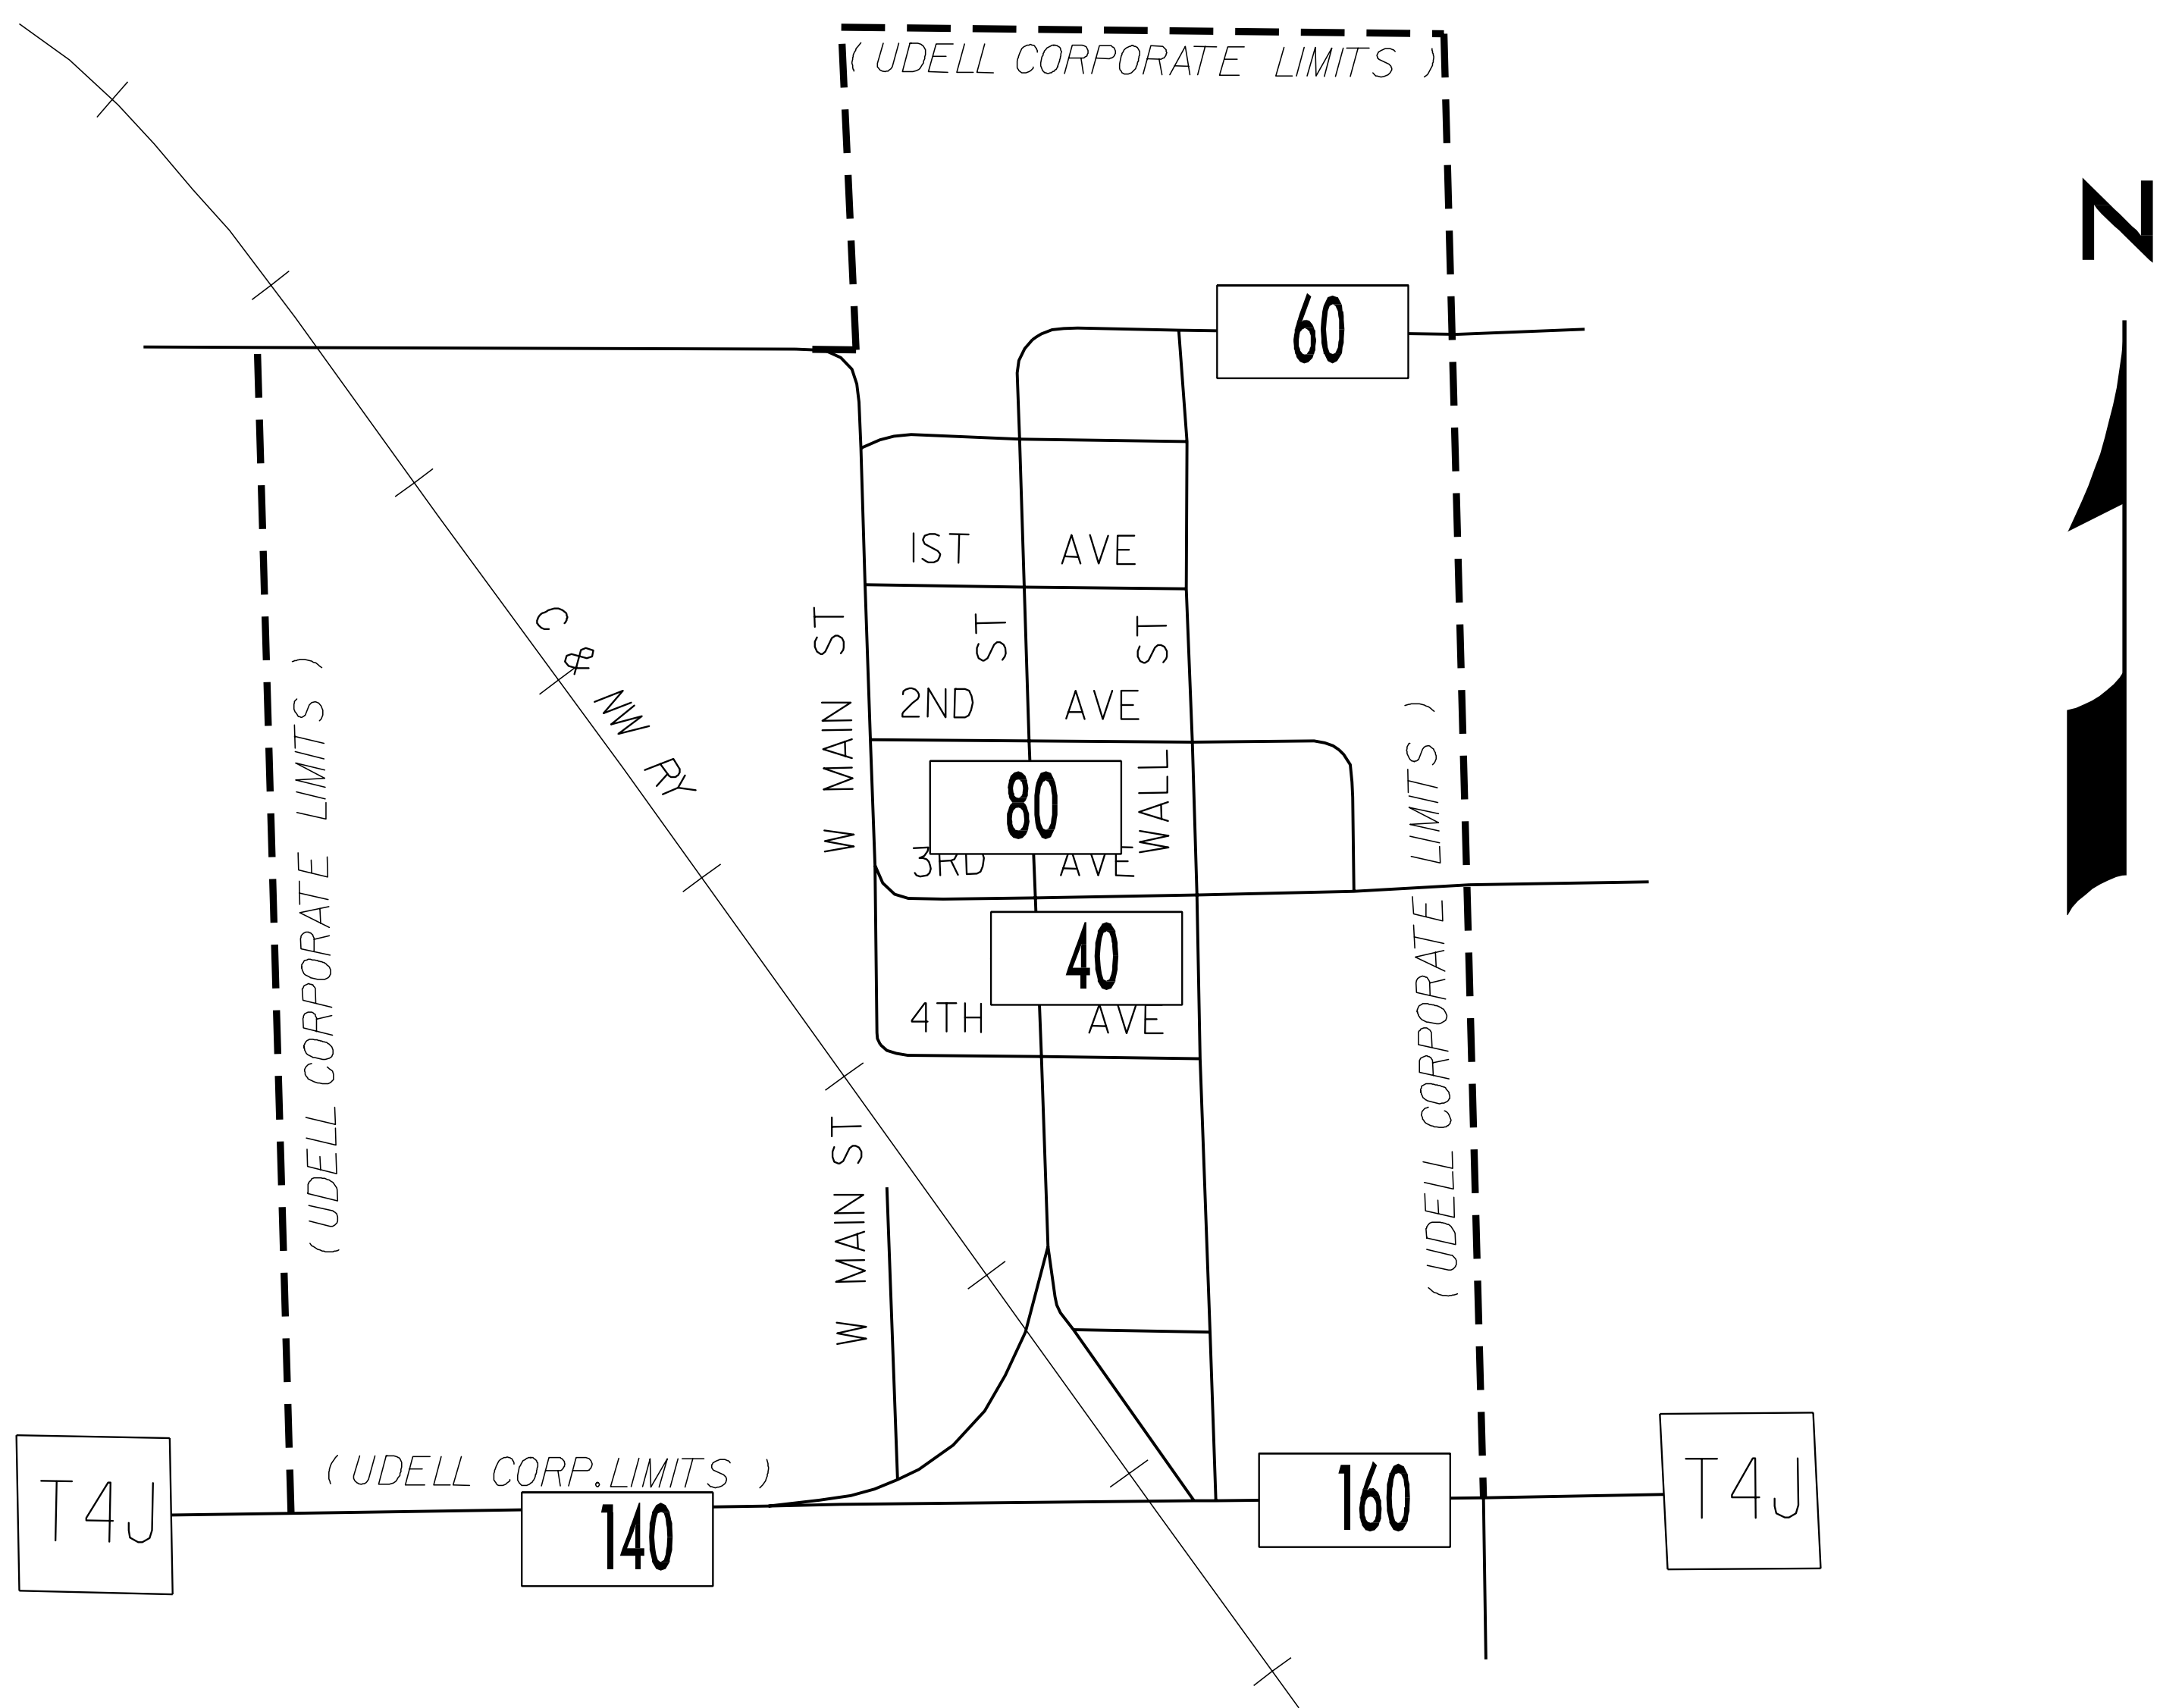 (UDELL CORPORATE LIMITS)
N
60
1ST AVE
C & NW RY
W MAIN ST
ST
WALL ST
2ND AVE
80
3RD AVE
(UDELL CORPORATE LIMITS)
(UDELL CORPORATE LIMITS)
40
4TH AVE
W MAIN ST
(UDELL CORP. LIMITS)
T4J
140
160
T4J